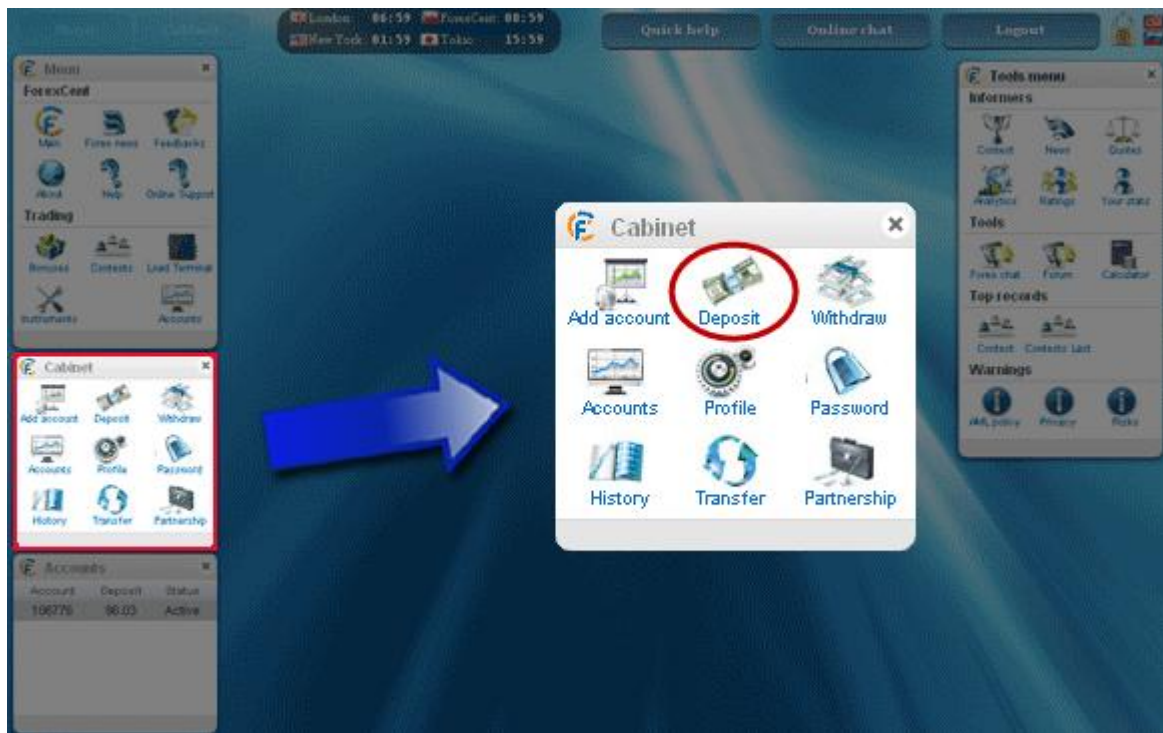 London: 06:59 ForexCent: 08:59
New York: 01:59 Tokio: 15:59
Quick help
Online chat
Logout
Menu
ForexCent
Main Forex news Feedbacks
About Help Online Support
Trading
Bonuses Contests Load Terminal
Instruments Accounts
Cabinet
Add account Deposit Withdraw
Accounts Profile Password
History Transfer Partnership
Accounts
Account Deposit Status
96.03 Active
Cabinet
Add account Deposit Withdraw
Accounts Profile Password
History Transfer Partnership
Tools menu
Informers
Contest News Quotes
Analytics Ratings Your stats
Tools
Forex chat Forum Calculator
Top records
Contest Contests Last
Warnings
AML policy Privacy Risks